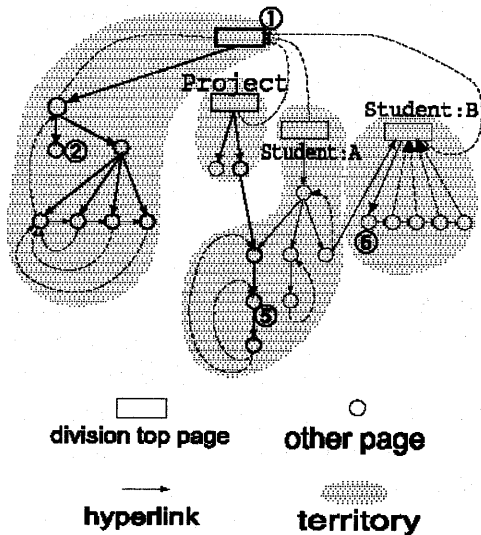 ①
Project
Student:B
Student:A
②
⑥
⑤
division top page
other page
hyperlink
territory